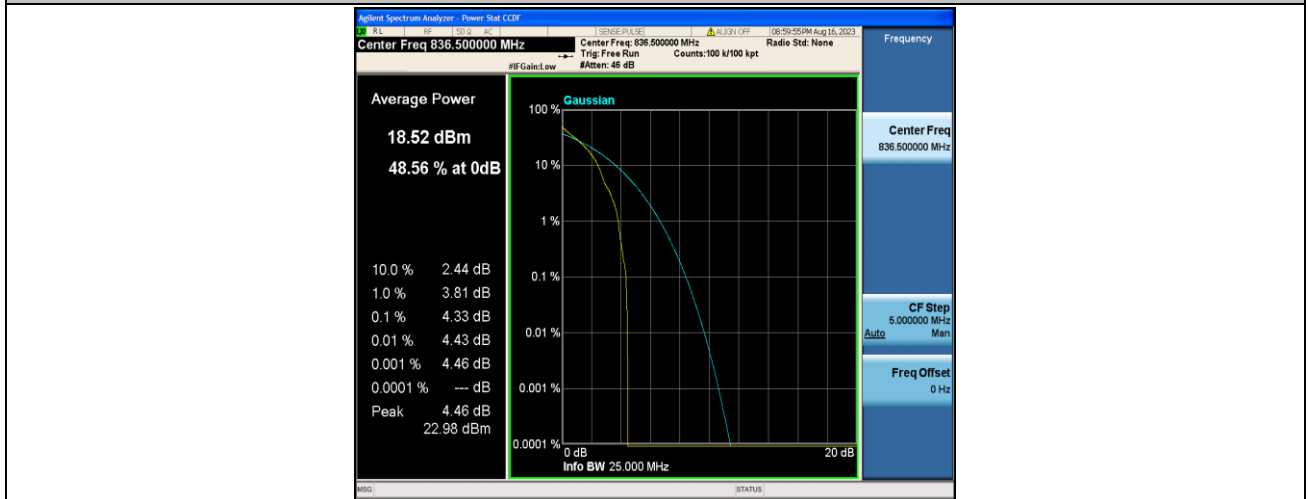 Agilent Spectrum Analyzer - Power Stat CCDF
RL RF 50 Ω AC SENSE:PULSE ALIGN OFF 08:59:55PM Aug 16, 2023
Center Freq 836.500000 MHz
Center Freq: 836.500000 MHz Radio Std: None
Trig: Free Run Counts:100 k/100 kpt
#IFGain:Low #Atten: 46 dB
Frequency
Average Power
18.52 dBm
48.56 % at 0dB
10.0 % 2.44 dB
1.0 % 3.81 dB
0.1 % 4.33 dB
0.01 % 4.43 dB
0.001 % 4.46 dB
0.0001 % --- dB
Peak 4.46 dB
22.98 dBm
Gaussian
100 %
10 %
1 %
0.1 %
0.01 %
0.001 %
0.0001 %
0 dB 20 dB
Info BW 25.000 MHz
Center Freq
836.500000 MHz
CF Step
5.000000 MHz
Auto Man
Freq Offset
0 Hz
MSG STATUS